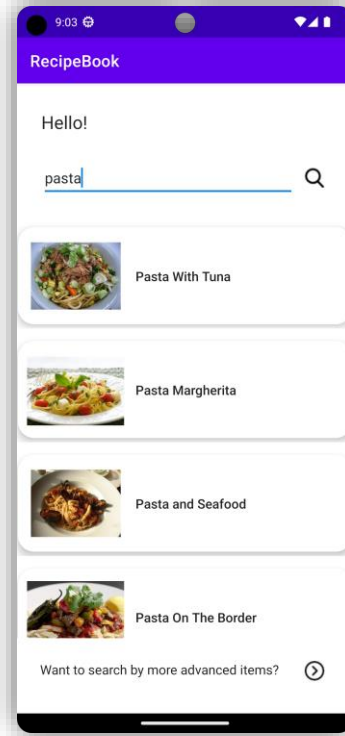 9:03
RecipeBook
Hello!
pasta
Pasta With Tuna
Pasta Margherita
Pasta and Seafood
Pasta On The Border
Want to search by more advanced items?